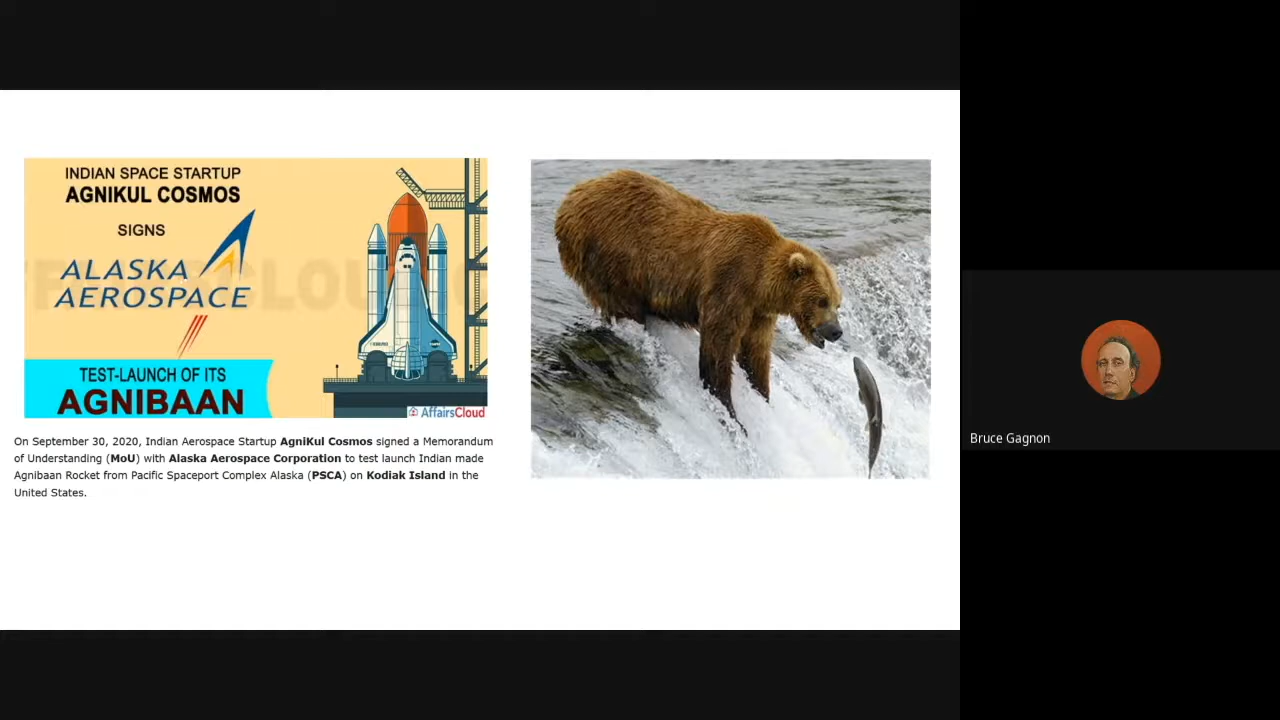 INDIAN SPACE STARTUP
AGNIKUL COSMOS
SIGNS
ALASKA
AEROSPACE
TEST-LAUNCH OF ITS
AGNIBAAN
AffairsCloud
On September 30, 2020, Indian Aerospace Startup AgniKul Cosmos signed a Memorandum
of Understanding (MoU) with Alaska Aerospace Corporation to test launch Indian made
Agnibaan Rocket from Pacific Spaceport Complex Alaska (PSCA) on Kodiak Island in the
United States.
Bruce Gagnon